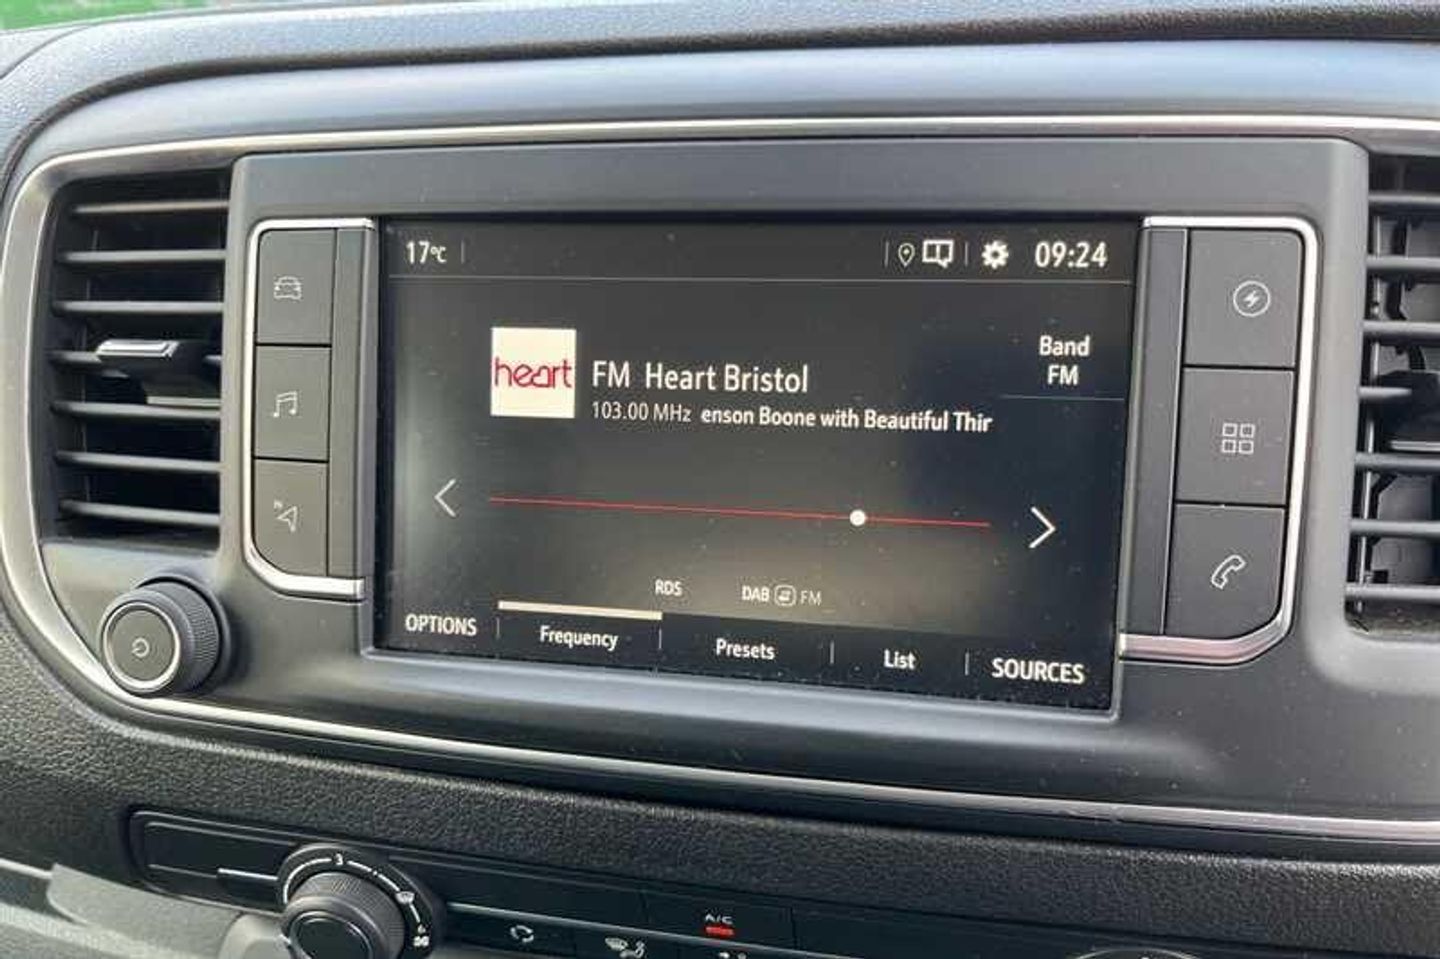 17°C 09:24
heart
FM Heart Bristol
103.00 MHz enson Boone with Beautiful Thir
Band
FM
RDS DAB FM
OPTIONS Frequency Presets List SOURCES
N
3
A/C